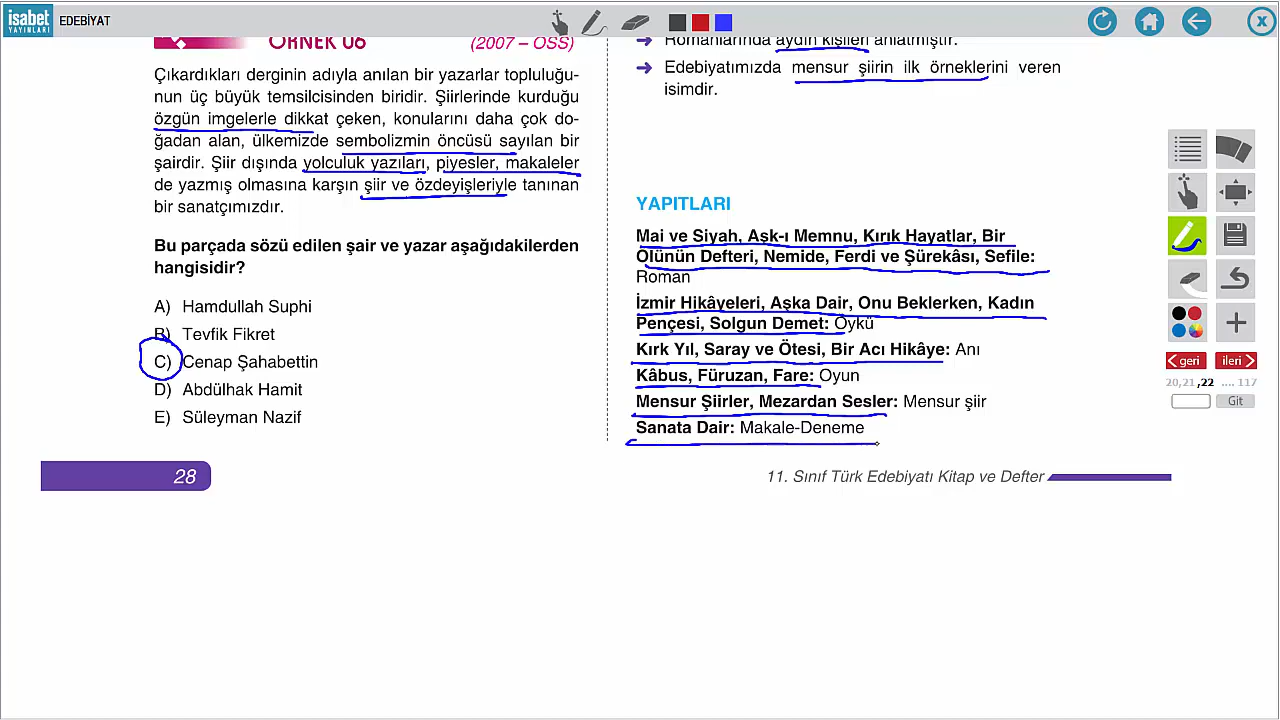 isabet
YAYINLARI
EDEBİYAT
ÖRNEK 06
(2007 – ÖSS)
Çıkardıkları derginin adıyla anılan bir yazarlar topluluğu-
nun üç büyük temsilcisinden biridir. Şiirlerinde kurduğu
özgün imgelerle dikkat çeken, konularını daha çok do-
ğadan alan, ülkemizde sembolizmin öncüsü sayılan bir
şairdir. Şiir dışında yolculuk yazıları, piyesler, makaleler
de yazmış olmasına karşın şiir ve özdeyişleriyle tanınan
bir sanatçımızdır.
Bu parçada sözü edilen şair ve yazar aşağıdakilerden
hangisidir?
A) Hamdullah Suphi
B) Tevfik Fikret
C) Cenap Şahabettin
D) Abdülhak Hamit
E) Süleyman Nazif
28
➔ Romanlarında aydın kişileri anlatmıştır.
➔ Edebiyatımızda mensur şiirin ilk örneklerini veren
isimdir.
YAPITLARI
Mai ve Siyah, Aşk-ı Memnu, Kırık Hayatlar, Bir
Ölünün Defteri, Nemide, Ferdi ve Şürekâsı, Sefile:
Roman
İzmir Hikâyeleri, Aşka Dair, Onu Beklerken, Kadın
Pençesi, Solgun Demet: Öykü
Kırk Yıl, Saray ve Ötesi, Bir Acı Hikâye: Anı
Kâbus, Füruzan, Fare: Oyun
Mensur Şiirler, Mezardan Sesler: Mensur şiir
Sanata Dair: Makale-Deneme
11. Sınıf Türk Edebiyatı Kitap ve Defter
geri
ileri
20,21 ,22 .... 117
Git